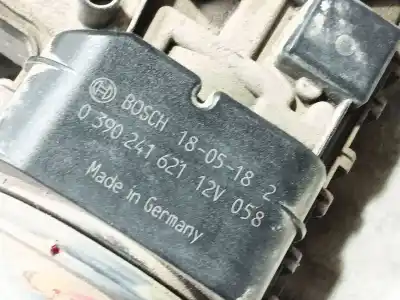 BOSCH 18-05-18 2
0 390 241 621 12V 058
Made in Germany